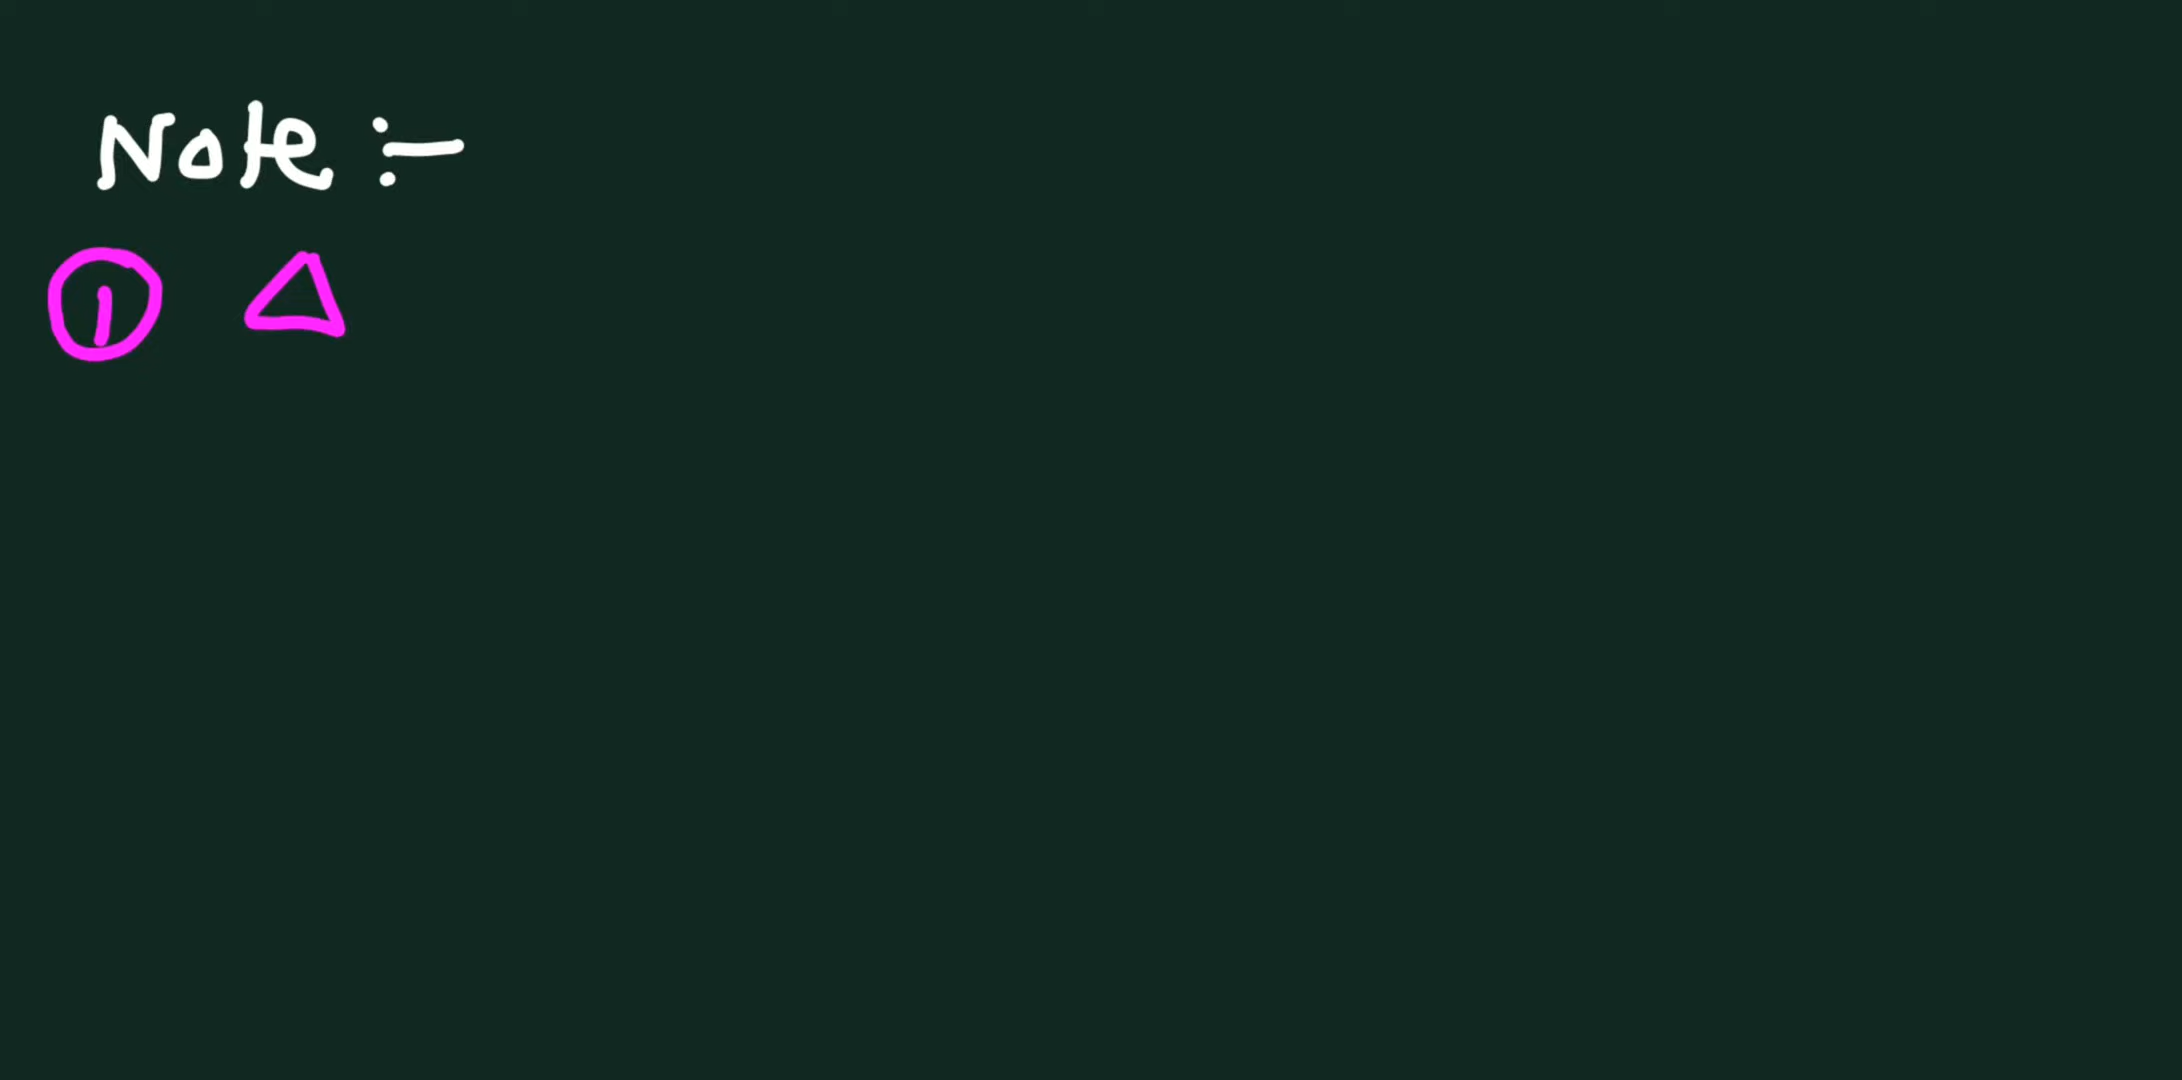 Note :-
① △